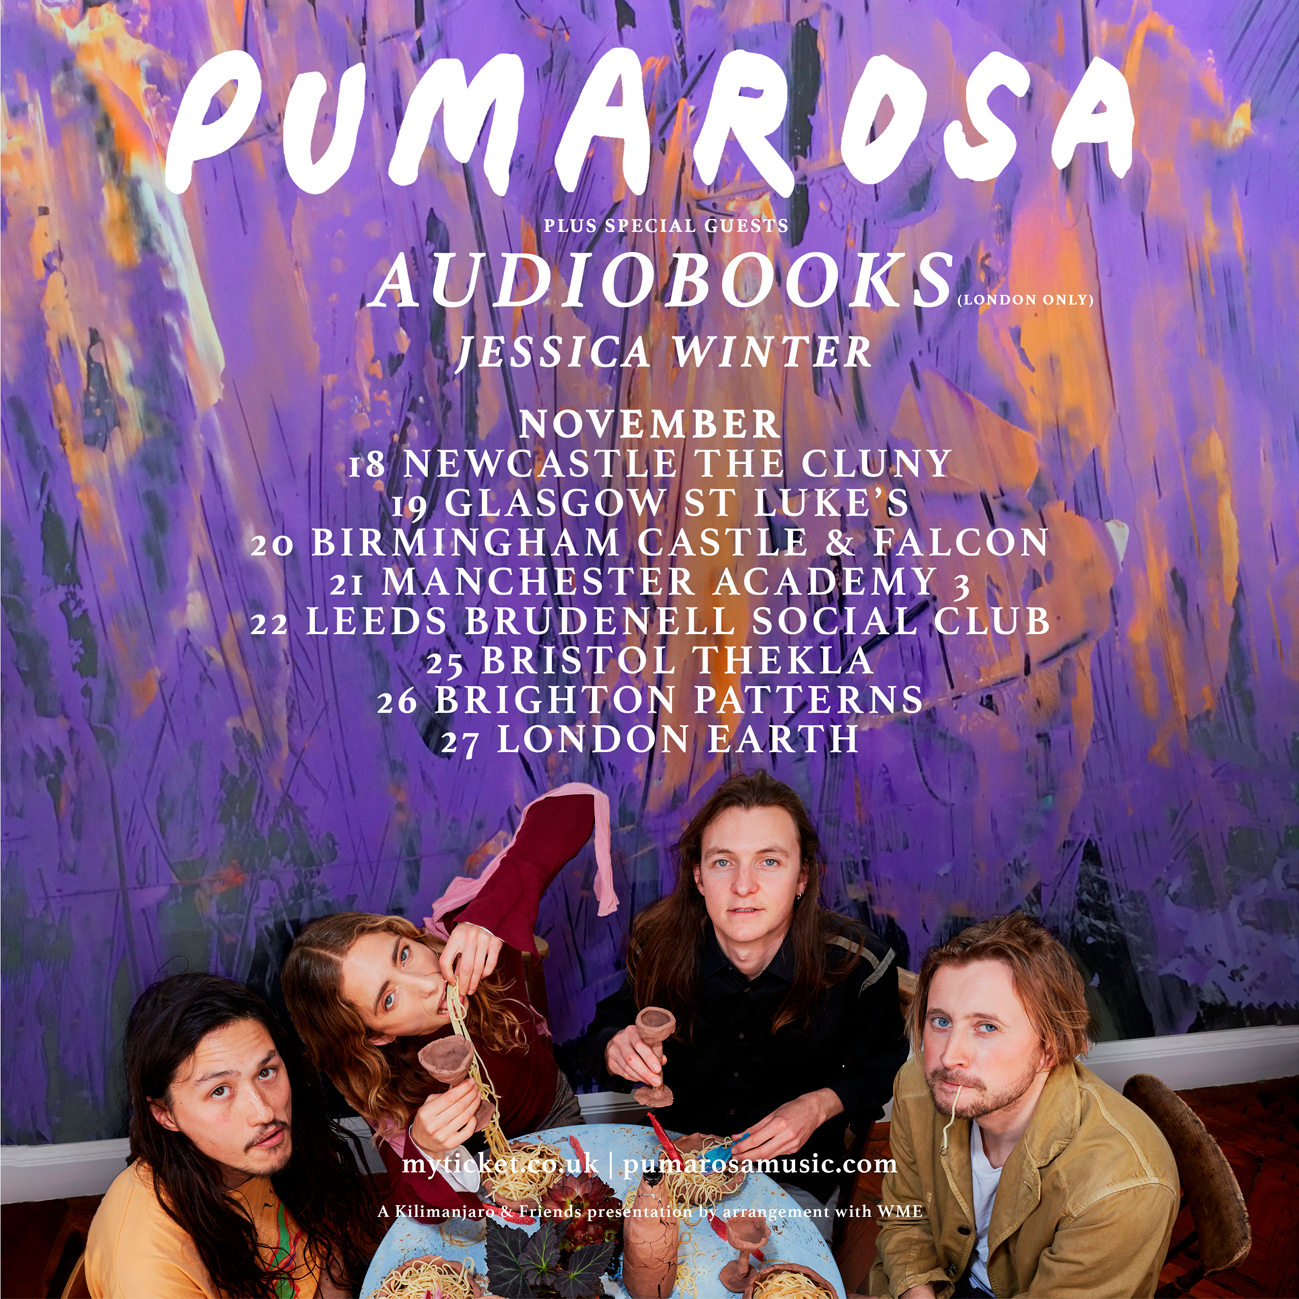 PUMAROSA
PLUS SPECIAL GUESTS
AUDIOBOOKS (LONDON ONLY)
JESSICA WINTER
NOVEMBER
18 NEWCASTLE THE CLUNY
19 GLASGOW ST LUKE’S
20 BIRMINGHAM CASTLE & FALCON
21 MANCHESTER ACADEMY 3
22 LEEDS BRUDENELL SOCIAL CLUB
25 BRISTOL THEKLA
26 BRIGHTON PATTERNS
27 LONDON EARTH
myticket.co.uk | pumarosamusic.com
A Kilimanjaro & Friends presentation by arrangement with WME